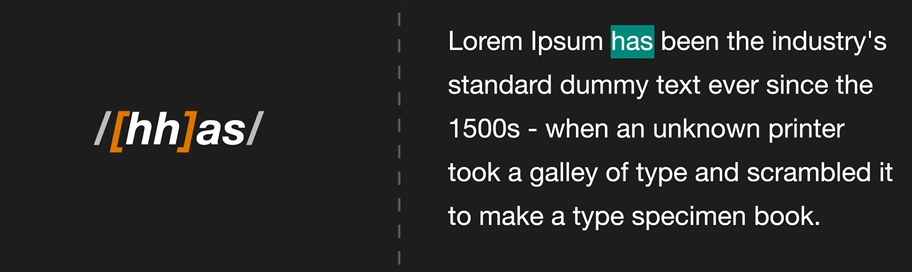 /[hh]as/
Lorem Ipsum has been the industry's
standard dummy text ever since the
1500s - when an unknown printer
took a galley of type and scrambled it
to make a type specimen book.